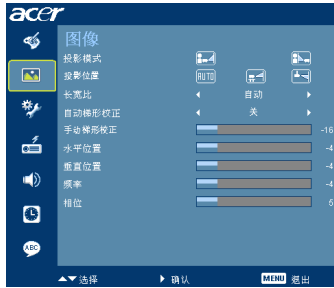 acer
图像
投影模式
投影位置 AUTO
长宽比 自动
自动梯形校正 关
手动梯形校正 -16
水平位置 -4
垂直位置 -4
频率 -4
相位 5
ABC
选择 确认 MENU 退出